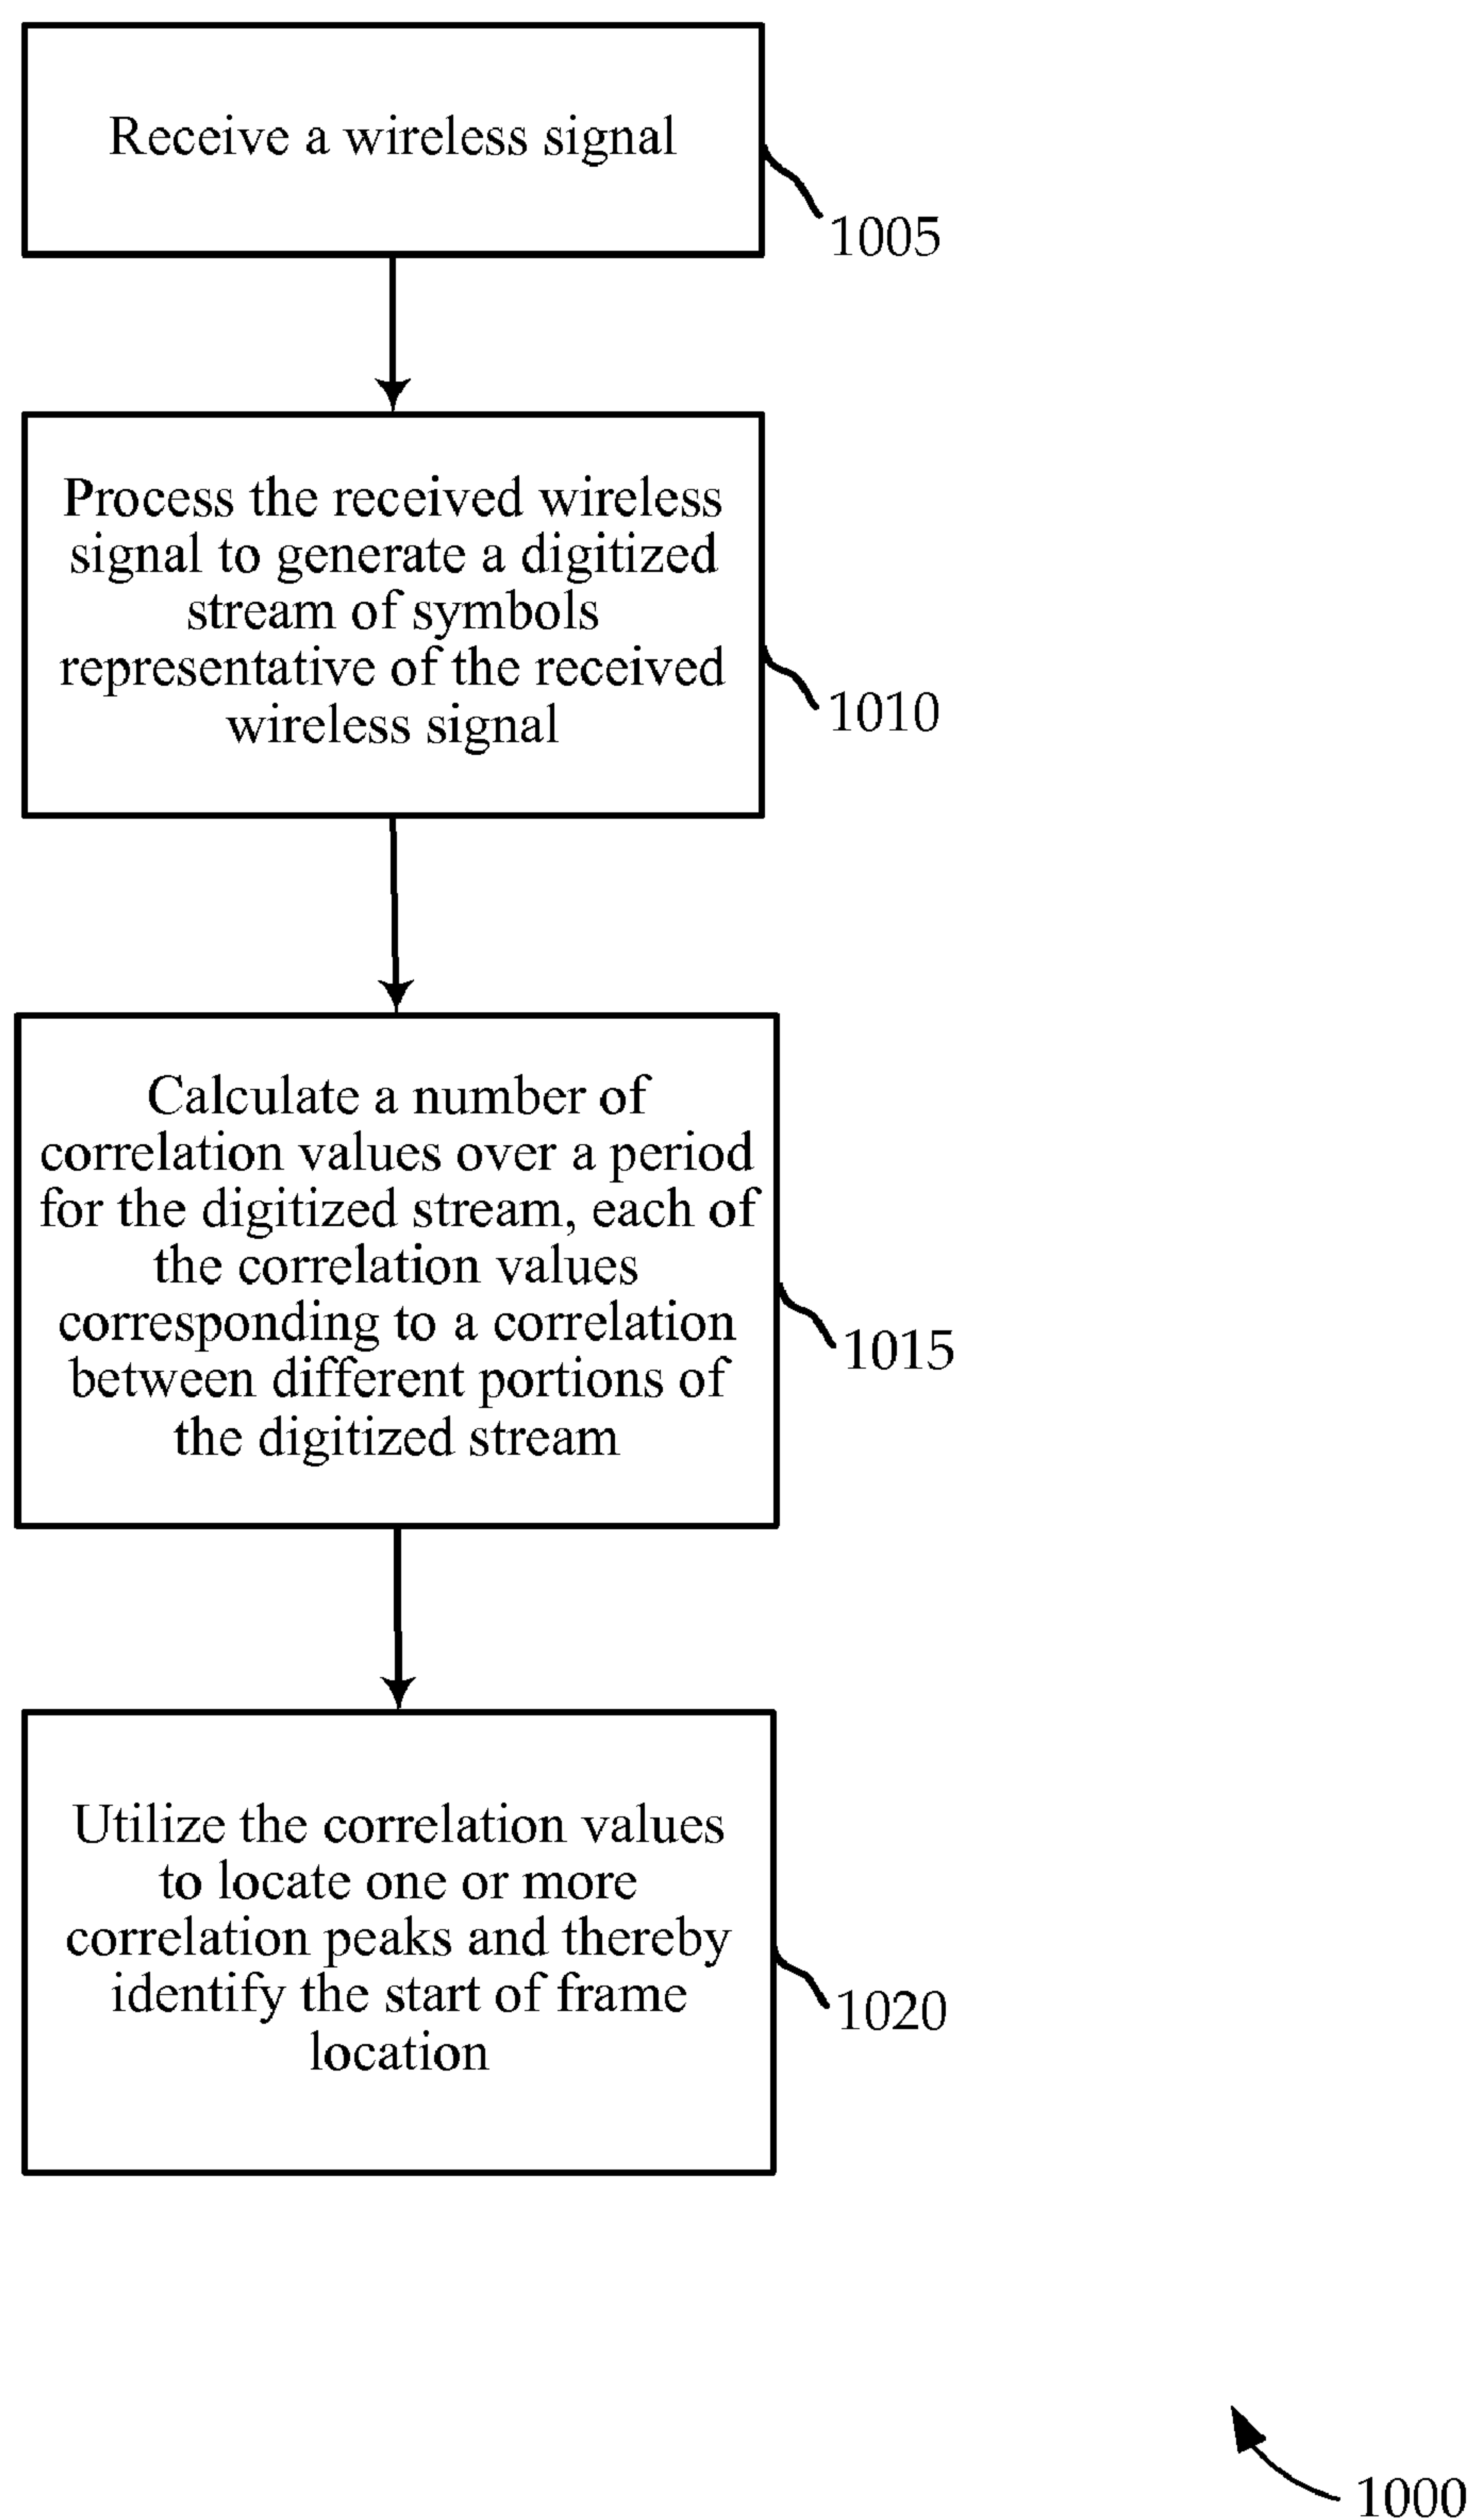 Receive a wireless signal
1005
Process the received wireless
signal to generate a digitized
stream of symbols
representative of the received
wireless signal
1010
Calculate a number of
correlation values over a period
for the digitized stream, each of
the correlation values
corresponding to a correlation
between different portions of
the digitized stream
1015
Utilize the correlation values
to locate one or more
correlation peaks and thereby
identify the start of frame
location
1020
1000